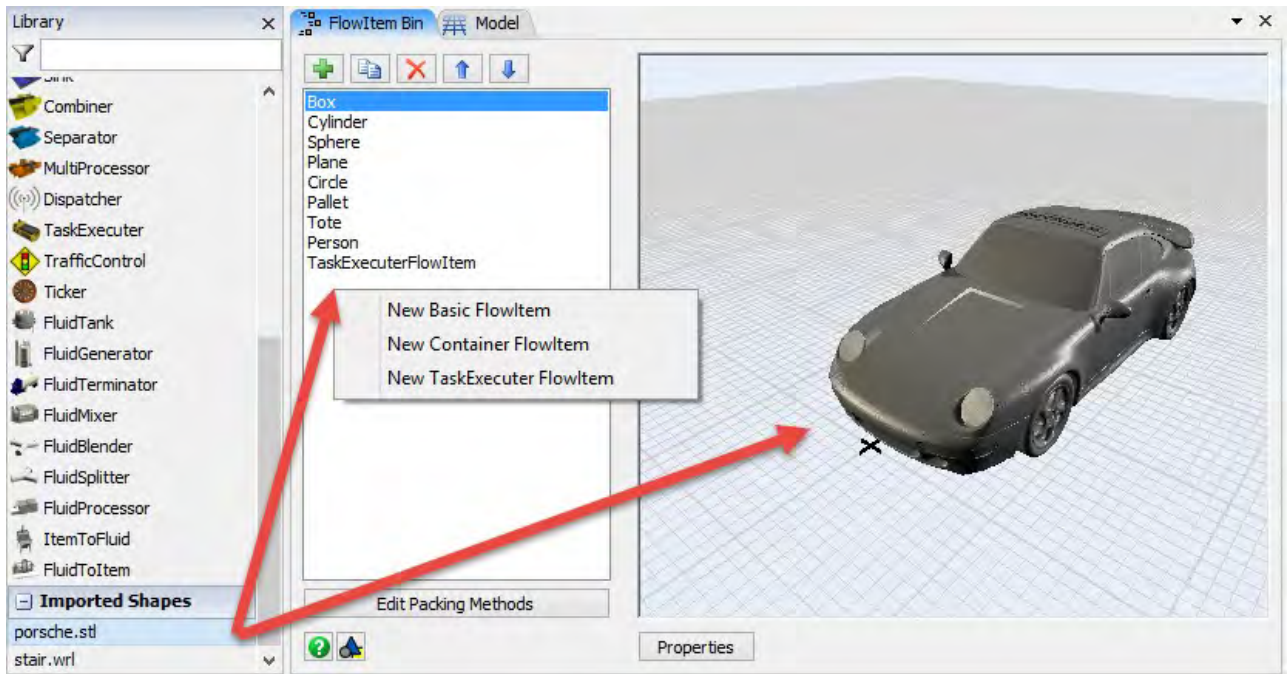 Library
FlowItem Bin
Model
Sink
Combiner
Separator
MultiProcessor
Dispatcher
TaskExecuter
TrafficControl
Ticker
FluidTank
FluidGenerator
FluidTerminator
FluidMixer
FluidBlender
FluidSplitter
FluidProcessor
ItemToFluid
FluidToItem
Imported Shapes
porsche.stl
stair.wrl
Box
Cylinder
Sphere
Plane
Circle
Pallet
Tote
Person
TaskExecuterFlowItem
New Basic FlowItem
New Container FlowItem
New TaskExecuter FlowItem
Edit Packing Methods
Properties